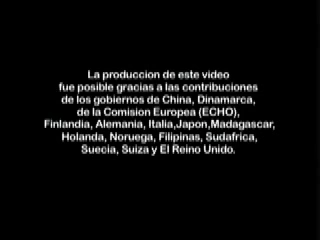 La produccion de este video
fue posible gracias a las contribuciones
de los gobiernos de China, Dinamarca,
de la Comision Europea (ECHO),
Finlandia, Alemania, Italia,Japon,Madagascar,
Holanda, Noruega, Filipinas, Sudafrica,
Suecia, Suiza y El Reino Unido.